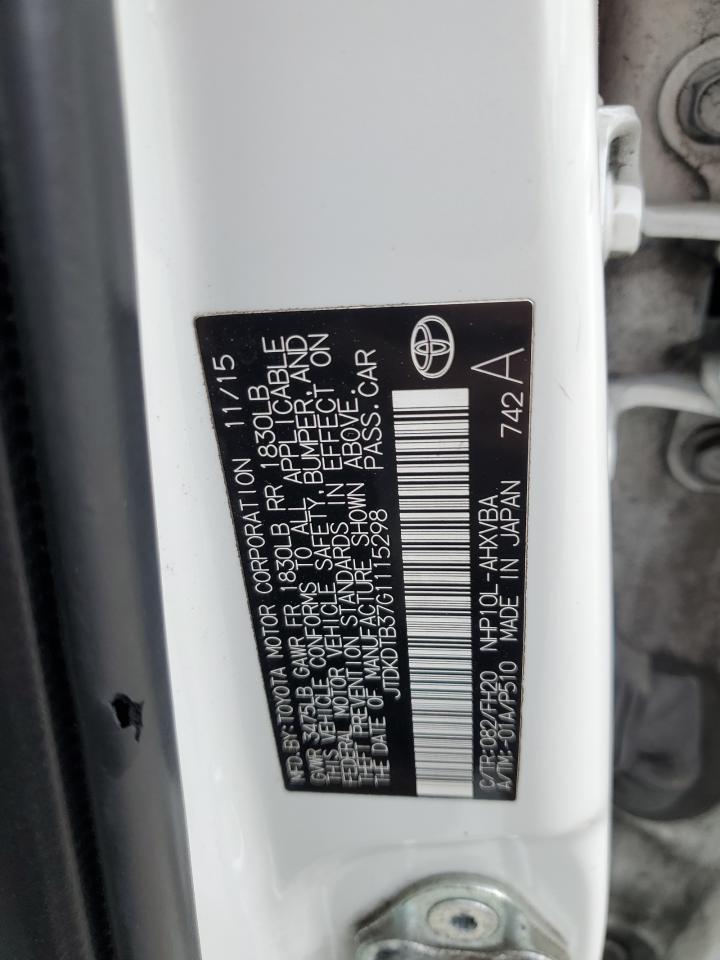 MFD.BY:TOYOTA MOTOR CORPORATION 11/15
GVWR 3475LB GAWR FR 1830LB RR 1830LB
THIS VEHICLE CONFORMS TO ALL APPLICABLE
FEDERAL MOTOR VEHICLE SAFETY,BUMPER,AND
THEFT PREVENTION STANDARDS IN EFFECT ON
THE DATE OF MANUFACTURE SHOWN ABOVE.
JTDKDTB37G1115298 PASS.CAR
C/TR:082/FH20 NHP10L-AHXVBA 742 A
A/TM:-01A/P510 MADE IN JAPAN